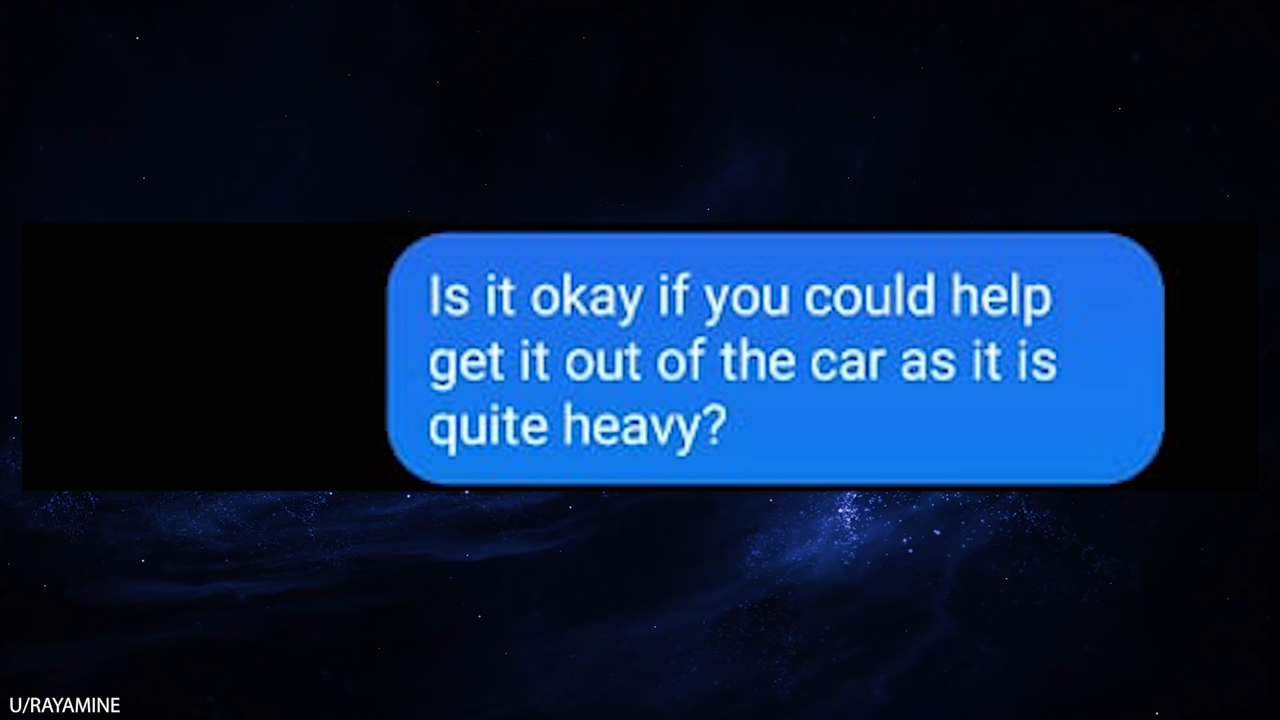 Is it okay if you could help
get it out of the car as it is
quite heavy?
U/RAYAMINE